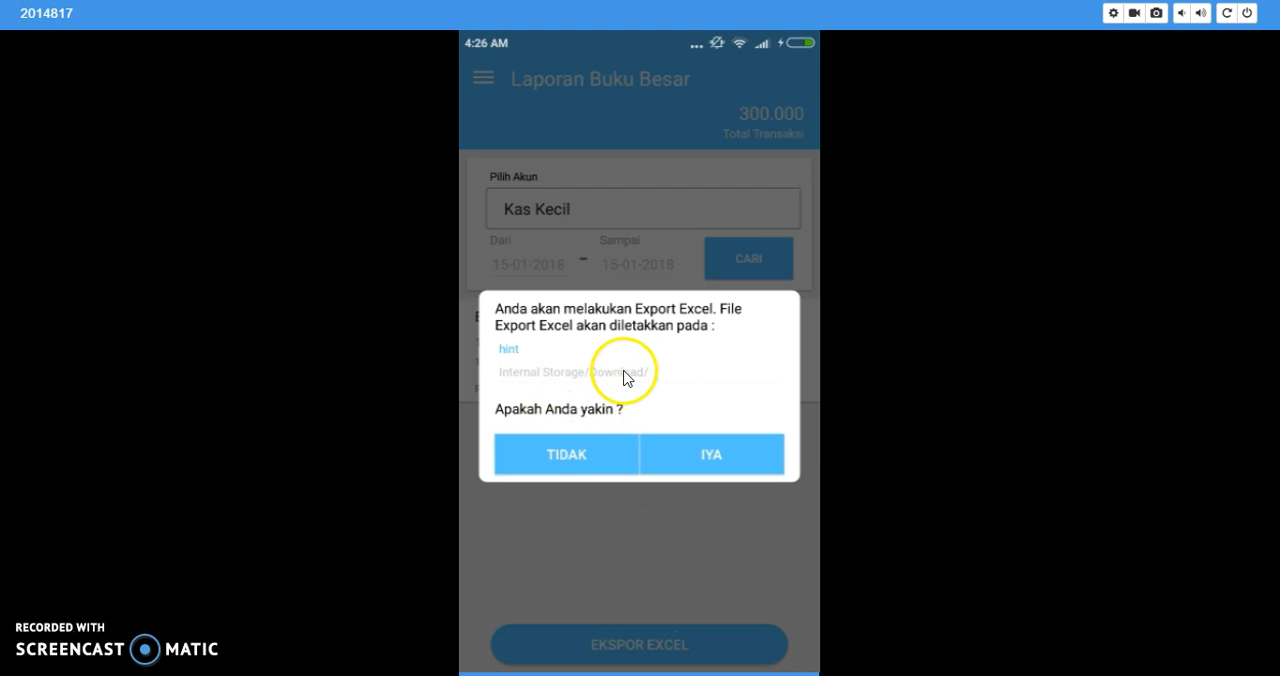 2014817
4:26 AM
Laporan Buku Besar
300.000
Total Transaksi
Pilih Akun
Kas Kecil
Dari
Sampai
15-01-2018 - 15-01-2018
CARI
Anda akan melakukan Export Excel. File
Export Excel akan diletakkan pada :
hint
Internal Storage/Download/
Apakah Anda yakin ?
TIDAK
IYA
EKSPOR EXCEL
RECORDED WITH
SCREENCAST MATIC